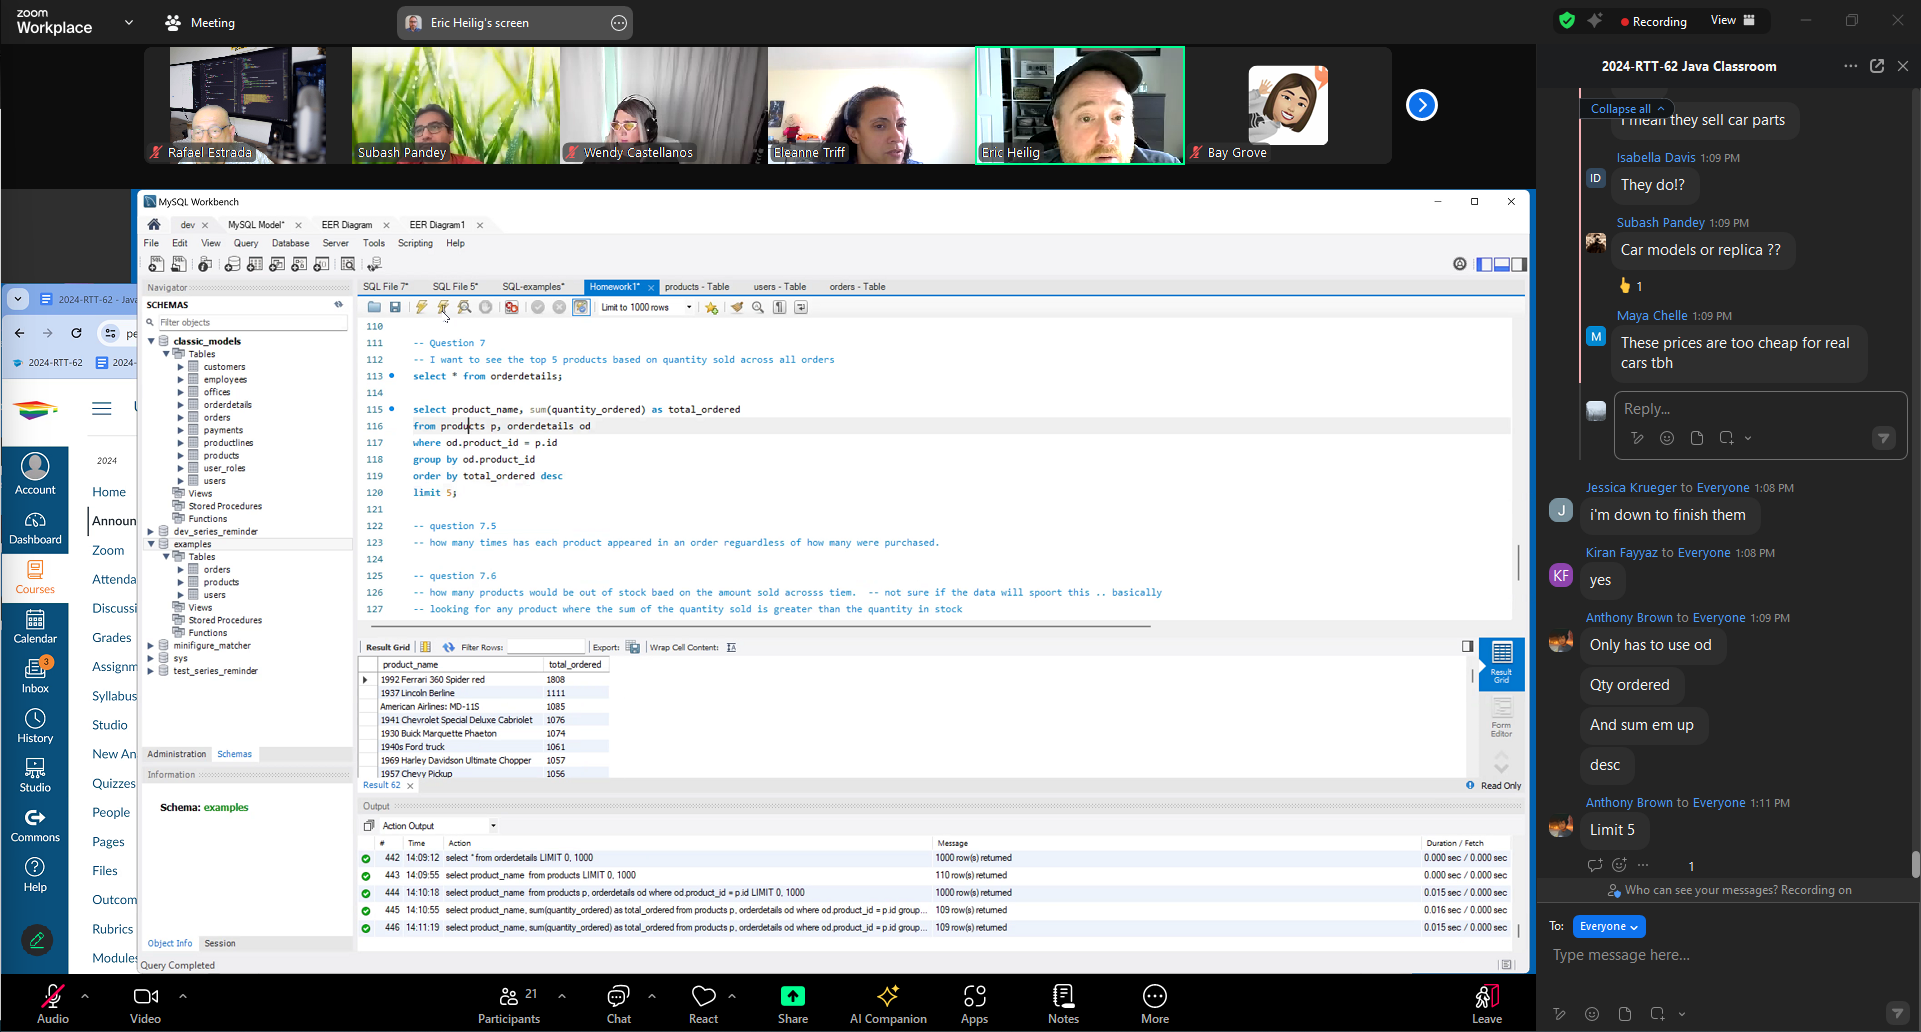 zoom
Workplace
Meeting
Eric Heilig's screen
Recording
View
Rafael Estrada
Subash Pandey
Wendy Castellanos
Eleanne Triff
Eric Heilig
Bay Grove
2024-RTT-62 Java Classroom
Collapse all
I mean they sell car parts
Isabella Davis 1:09 PM
ID
They do!?
Subash Pandey 1:09 PM
Car models or replica ??
1
Maya Chelle 1:09 PM
M
These prices are too cheap for real
cars tbh
Reply...
Jessica Krueger to Everyone 1:08 PM
J
i'm down to finish them
Kiran Fayyaz to Everyone 1:08 PM
KF
yes
Anthony Brown to Everyone 1:09 PM
Only has to use od
Qty ordered
And sum em up
desc
Anthony Brown to Everyone 1:11 PM
Limit 5
1
Who can see your messages? Recording on
To: Everyone
Type message here...
MySQL Workbench
dev
MySQL Model*
EER Diagram
EER Diagram1
File Edit View Query Database Server Tools Scripting Help
Navigator
SCHEMAS
Filter objects
classic_models
Tables
customers
employees
offices
orderdetails
orders
payments
productlines
products
user_roles
users
Views
Stored Procedures
Functions
dev_series_reminder
examples
Tables
orders
products
users
Views
Stored Procedures
Functions
minifigure_matcher
sys
test_series_reminder
Administration Schemas
Information
Schema: examples
Object Info Session
Query Completed
SQL File 7* SQL File 5* SQL-examples* Homework1* products - Table users - Table orders - Table
Limit to 1000 rows
110
111 -- Question 7
112 -- I want to see the top 5 products based on quantity sold across all orders
113 select * from orderdetails;
114
115 select product_name, sum(quantity_ordered) as total_ordered
116 from products p, orderdetails od
117 where od.product_id = p.id
118 group by od.product_id
119 order by total_ordered desc
120 limit 5;
121
122 -- question 7.5
123 -- how many times has each product appeared in an order reguardless of how many were purchased.
124
125 -- question 7.6
126 -- how many products would be out of stock baed on the amount sold acrosss tiem. -- not sure if the data will spoort this .. basically
127 -- looking for any product where the sum of the quantity sold is greater than the quantity in stock
Result Grid Filter Rows: Export: Wrap Cell Content:
product_name total_ordered
1992 Ferrari 360 Spider red 1808
1937 Lincoln Berline 1111
American Airlines: MD-11S 1085
1941 Chevrolet Special Deluxe Cabriolet 1076
1930 Buick Marquette Phaeton 1074
1940s Ford truck 1061
1969 Harley Davidson Ultimate Chopper 1057
1957 Chevy Pickup 1056
Result
Grid
Form
Editor
Result 62
Read Only
Output
Action Output
# Time Action Message Duration / Fetch
442 14:09:12 select * from orderdetails LIMIT 0, 1000 1000 row(s) returned 0.000 sec / 0.000 sec
443 14:09:55 select product_name from products LIMIT 0, 1000 110 row(s) returned 0.000 sec / 0.000 sec
444 14:10:18 select product_name from products p, orderdetails od where od.product_id = p.id LIMIT 0, 1000 1000 row(s) returned 0.015 sec / 0.000 sec
445 14:10:55 select product_name, sum(quantity_ordered) as total_ordered from products p, orderdetails od where od.product_id = p.id group... 109 row(s) returned 0.016 sec / 0.000 sec
446 14:11:19 select product_name, sum(quantity_ordered) as total_ordered from products p, orderdetails od where od.product_id = p.id group... 109 row(s) returned 0.015 sec / 0.000 sec
2024-RTT-62 - Java
pe
2024-RTT-62
2024-
2024
Account
Dashboard
Courses
Calendar
3
Inbox
History
Studio
Commons
Help
Home
Announ
Zoom
Attenda
Discussi
Grades
Assignm
Syllabus
Studio
New An
Quizzes
People
Pages
Files
Outcom
Rubrics
Modules
Audio
Video
21
Participants
Chat
React
Share
AI Companion
Apps
Notes
More
Leave